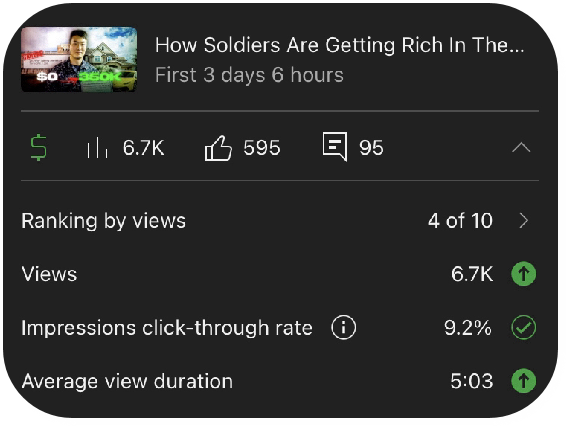 $0 350K
How Soldiers Are Getting Rich In The...
First 3 days 6 hours
$ 6.7K 595 95
Ranking by views 4 of 10
Views 6.7K
Impressions click-through rate 9.2%
Average view duration 5:03